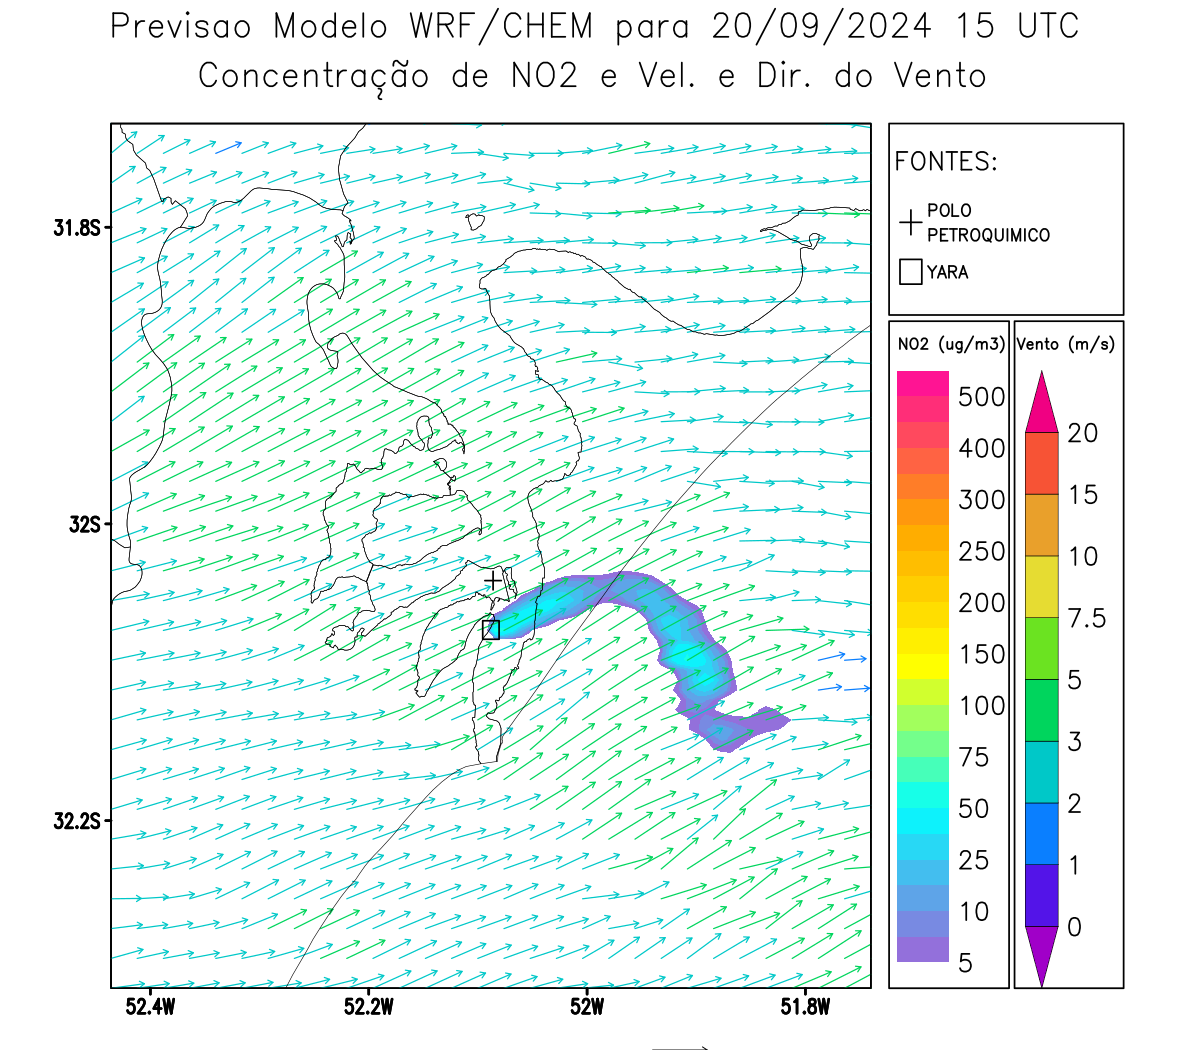 Previsao Modelo WRF/CHEM para 20/09/2024 15 UTC
Concentração de NO2 e Vel. e Dir. do Vento
FONTES:
POLO
PETROQUIMICO
YARA
NO2 (ug/m3)
500
400
300
250
200
150
100
75
50
25
10
5
Vento (m/s)
20
15
10
7.5
5
3
2
1
0
31.8S
32S
32.2S
52.4W
52.2W
52W
51.8W